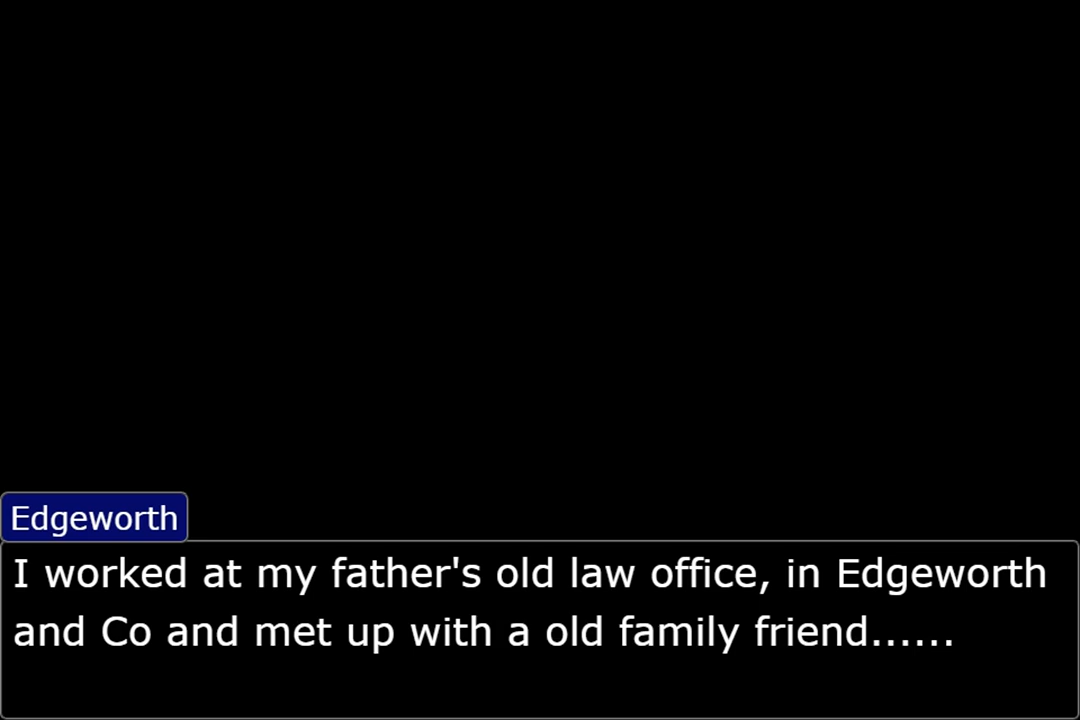 Edgeworth
I worked at my father's old law office, in Edgeworth
and Co and met up with a old family friend......